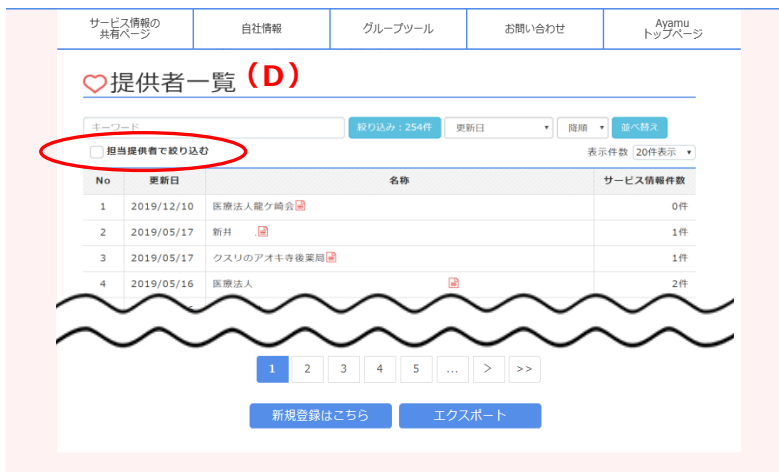 サービス情報の
共有ページ
自社情報
グループツール
お問い合わせ
Ayamu
トップページ
提供者一覧(D)
キーワード
絞り込み:254件
更新日
降順
並べ替え
担当提供者で絞り込む
表示件数 20件表示
No 更新日 名称 サービス情報件数
1 2019/12/10 医療法人龍ケ崎会 0件
2 2019/05/17 新井 . 1件
3 2019/05/17 クスリのアオキ寺後薬局 1件
4 2019/05/16 医療法人 2件
1 2 3 4 5 ... > >>
新規登録はこちら
エクスポート